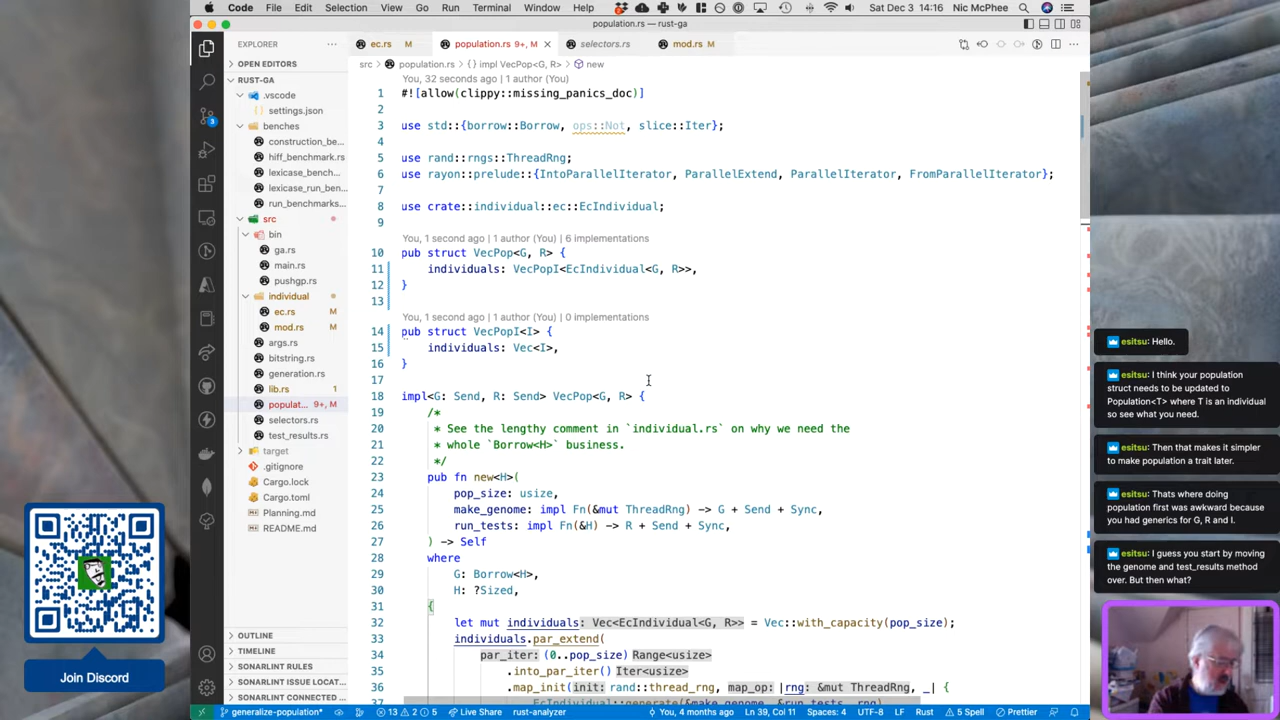 Code File Edit Selection View Go Run Terminal Window Help Sat Dec 3 14:16 Nic McPhee
population.rs — rust-ga
EXPLORER
OPEN EDITORS
RUST-GA
.vscode
settings.json
benches
construction_be...
hiff_benchmark.rs
lexicase_bench...
lexicase_run_ben...
run_benchmarks...
src
bin
ga.rs
main.rs
pushgp.rs
individual
ec.rs M
mod.rs M
args.rs
bitstring.rs
generation.rs
lib.rs 1
populat... 9+, M
selectors.rs
test_results.rs
target
.gitignore
Cargo.lock
Cargo.toml
Planning.md
README.md
OUTLINE
TIMELINE
SONARLINT RULES
SONARLINT ISSUE LOCAT...
SONARLINT CONNECTED ...
ec.rs M population.rs 9+, M selectors.rs mod.rs M
src > population.rs > {} impl VecPop<G, R> > new
You, 32 seconds ago | 1 author (You)
1 #![allow(clippy::missing_panics_doc)]
2
3 use std::{borrow::Borrow, ops::Not, slice::Iter};
4
5 use rand::rngs::ThreadRng;
6 use rayon::prelude::{IntoParallelIterator, ParallelExtend, ParallelIterator, FromParallelIterator};
7
8 use crate::individual::ec::EcIndividual;
9
You, 1 second ago | 1 author (You) | 6 implementations
10 pub struct VecPop<G, R> {
11 individuals: VecPopI<EcIndividual<G, R>>,
12 }
13
You, 1 second ago | 1 author (You) | 0 implementations
14 pub struct VecPopI<I> {
15 individuals: Vec<I>,
16 }
17
18 impl<G: Send, R: Send> VecPop<G, R> {
19 /*
20 * See the lengthy comment in `individual.rs` on why we need the
21 * whole `Borrow<H>` business.
22 */
23 pub fn new<H>(
24 pop_size: usize,
25 make_genome: impl Fn(&mut ThreadRng) -> G + Send + Sync,
26 run_tests: impl Fn(&H) -> R + Send + Sync,
27 ) -> Self
28 where
29 G: Borrow<H>,
30 H: ?Sized,
31 {
32 let mut individuals: Vec<EcIndividual<G, R>> = Vec::with_capacity(pop_size);
33 individuals.par_extend(
34 par_iter: (0..pop_size) Range<usize>
35 .into_par_iter() Iter<usize>
36 .map_init(init: rand::thread_rng, map_op: |rng: &mut ThreadRng, _| {
37 EcIndividual::generate(&make_genome, &run_tests, rng)
generalize-population* 13 2 5 Live Share rust-analyzer You, 4 months ago Ln 39, Col 11 Spaces: 4 UTF-8 LF Rust 5 Spell Prettier
3
esitsu: Hello.
esitsu: I think your population
struct needs to be updated to
Population<T> where T is an individual
so see what you need.
esitsu: Then that makes it simpler
to make population a trait later.
esitsu: Thats where doing
population first was awkward because
you had generics for G, R and I.
esitsu: I guess you start by moving
the genome and test_results method
over. But then what?
Join Discord